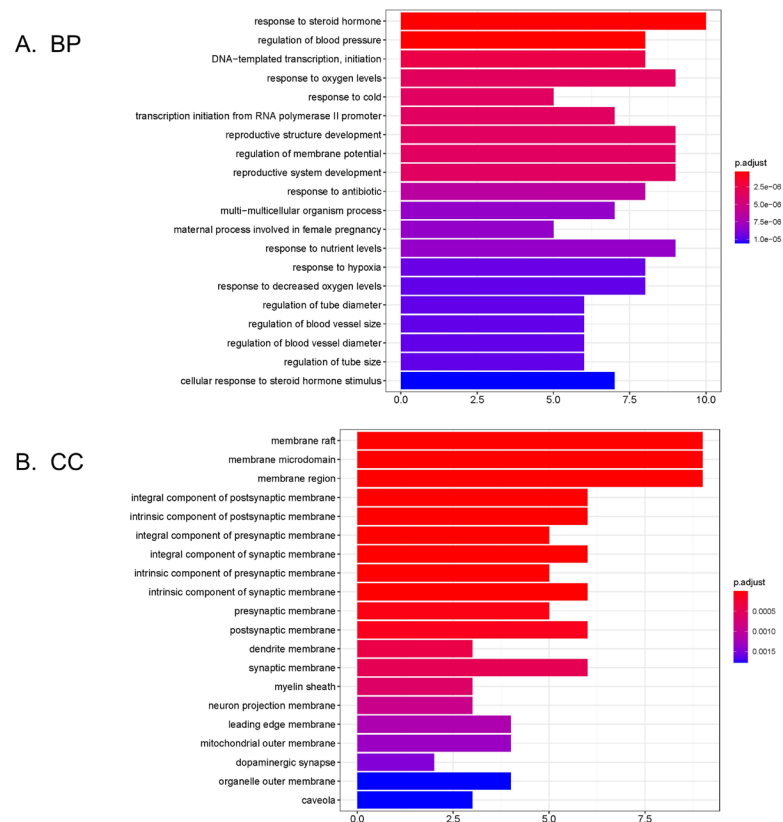 A. BP
response to steroid hormone
regulation of blood pressure
DNA−templated transcription, initiation
response to oxygen levels
response to cold
transcription initiation from RNA polymerase II promoter
reproductive structure development
regulation of membrane potential
reproductive system development
response to antibiotic
multi−multicellular organism process
maternal process involved in female pregnancy
response to nutrient levels
response to hypoxia
response to decreased oxygen levels
regulation of tube diameter
regulation of blood vessel size
regulation of blood vessel diameter
regulation of tube size
cellular response to steroid hormone stimulus
0.0 2.5 5.0 7.5 10.0
p.adjust
2.5e−06
5.0e−06
7.5e−06
1.0e−05
B. CC
membrane raft
membrane microdomain
membrane region
integral component of postsynaptic membrane
intrinsic component of postsynaptic membrane
integral component of presynaptic membrane
integral component of synaptic membrane
intrinsic component of presynaptic membrane
intrinsic component of synaptic membrane
presynaptic membrane
postsynaptic membrane
dendrite membrane
synaptic membrane
myelin sheath
neuron projection membrane
leading edge membrane
mitochondrial outer membrane
dopaminergic synapse
organelle outer membrane
caveola
0.0 2.5 5.0 7.5
p.adjust
0.0005
0.0010
0.0015